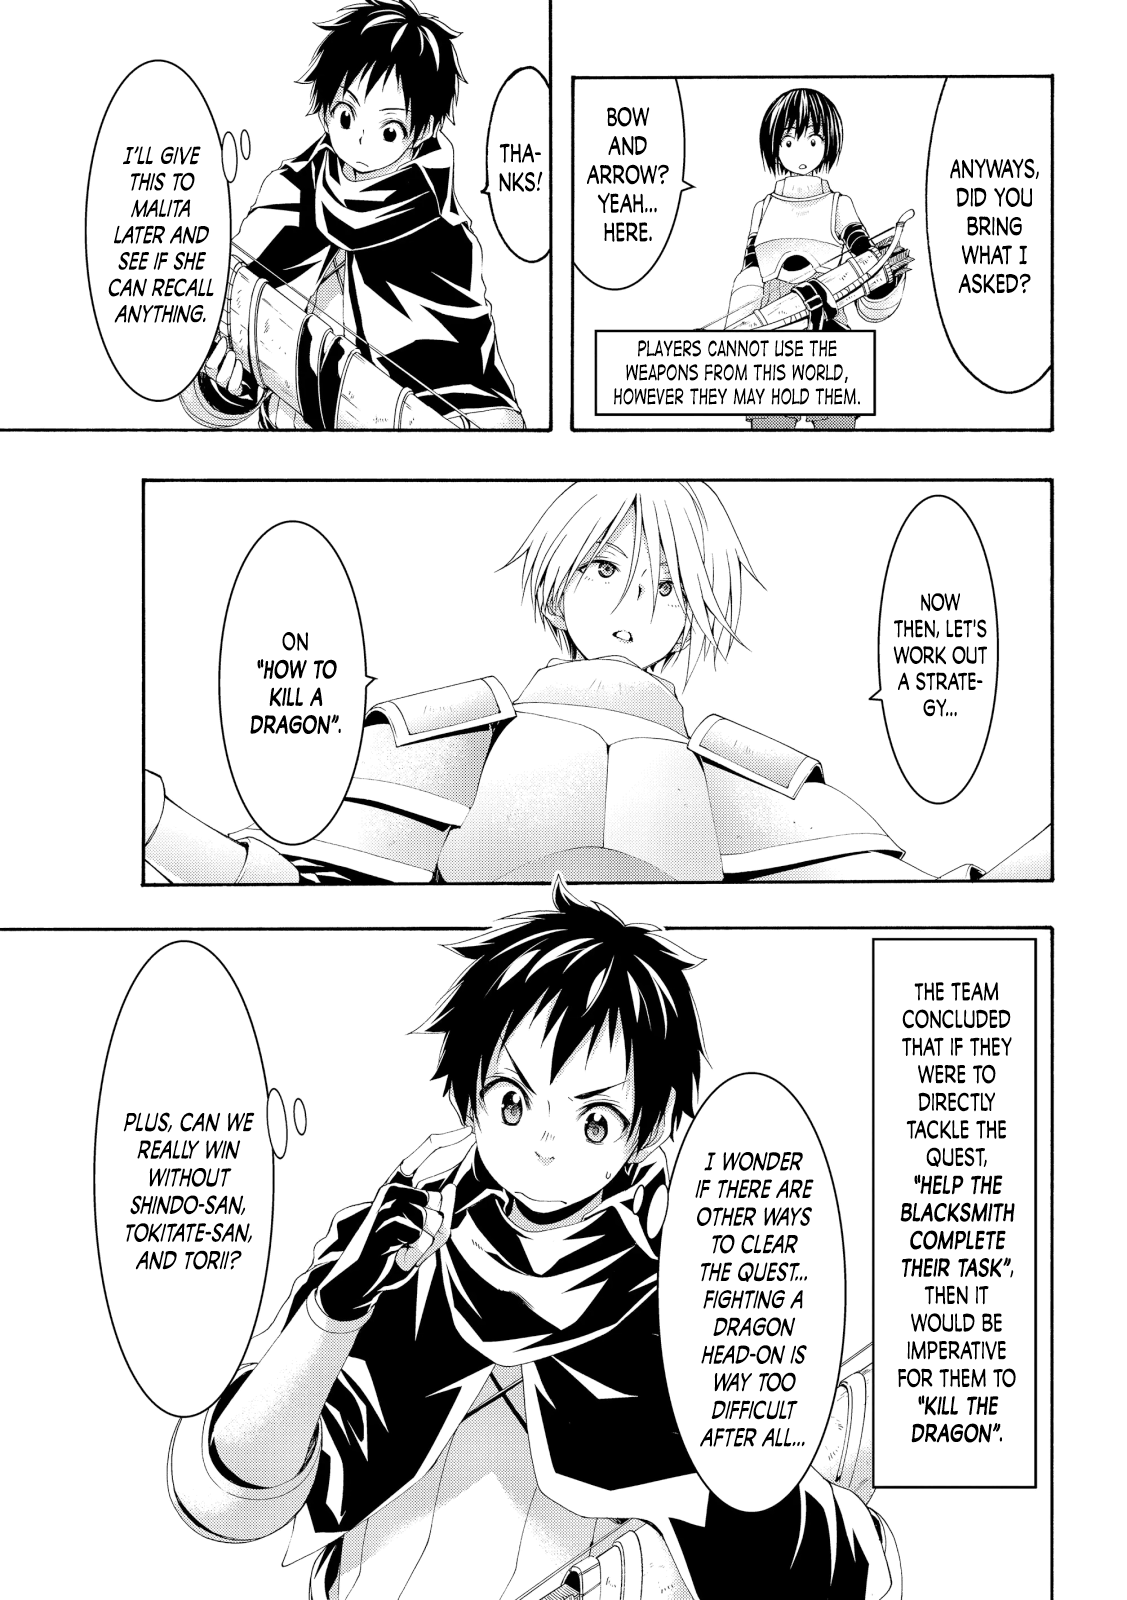 ANYWAYS,
DID YOU
BRING
WHAT I
ASKED?
BOW
AND
ARROW?
YEAH...
HERE.
PLAYERS CANNOT USE THE
WEAPONS FROM THIS WORLD,
HOWEVER THEY MAY HOLD THEM.
THA-
NKS!
I'LL GIVE
THIS TO
MALITA
LATER AND
SEE IF SHE
CAN RECALL
ANYTHING.
NOW
THEN, LET'S
WORK OUT
A STRATE-
GY...
ON
"HOW TO
KILL A
DRAGON".
THE TEAM
CONCLUDED
THAT IF THEY
WERE TO
DIRECTLY
TACKLE THE
QUEST,
"HELP THE
BLACKSMITH
COMPLETE
THEIR TASK",
THEN IT
WOULD BE
IMPERATIVE
FOR THEM TO
"KILL THE
DRAGON".
I WONDER
IF THERE ARE
OTHER WAYS
TO CLEAR
THE QUEST...
FIGHTING A
DRAGON
HEAD-ON IS
WAY TOO
DIFFICULT
AFTER ALL...
PLUS, CAN WE
REALLY WIN
WITHOUT
SHINDO-SAN,
TOKITATE-SAN,
AND TORII?